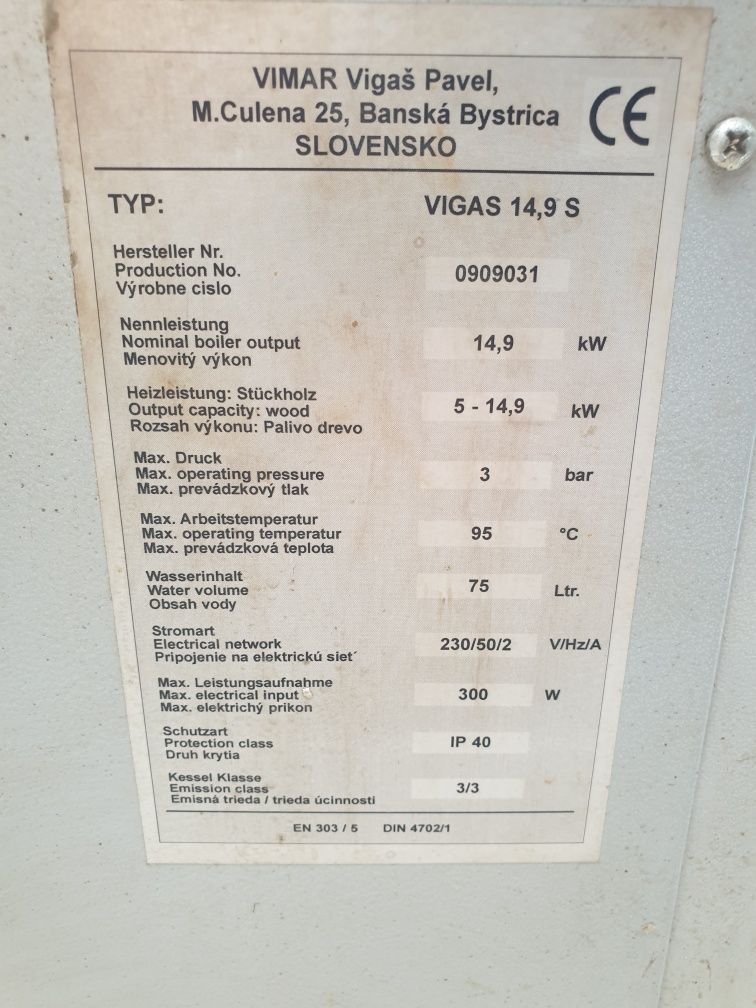 VIMAR Vigaš Pavel,
M.Culena 25, Banská Bystrica
SLOVENSKO
CE
TYP: VIGAS 14,9 S
Hersteller Nr.
Production No. 0909031
Výrobne cislo
Nennleistung
Nominal boiler output 14,9 kW
Menovitý výkon
Heizleistung: Stückholz
Output capacity: wood 5 - 14,9 kW
Rozsah výkonu: Palivo drevo
Max. Druck
Max. operating pressure 3 bar
Max. prevádzkový tlak
Max. Arbeitstemperatur
Max. operating temperatur 95 °C
Max. prevádzková teplota
Wasserinhalt
Water volume 75 Ltr.
Obsah vody
Stromart
Electrical network 230/50/2 V/Hz/A
Pripojenie na elektrickú siet´
Max. Leistungsaufnahme
Max. electrical input 300 W
Max. elektrichý prikon
Schutzart
Protection class IP 40
Druh krytia
Kessel Klasse
Emission class 3/3
Emisná trieda / trieda úcinnosti
EN 303 / 5 DIN 4702/1